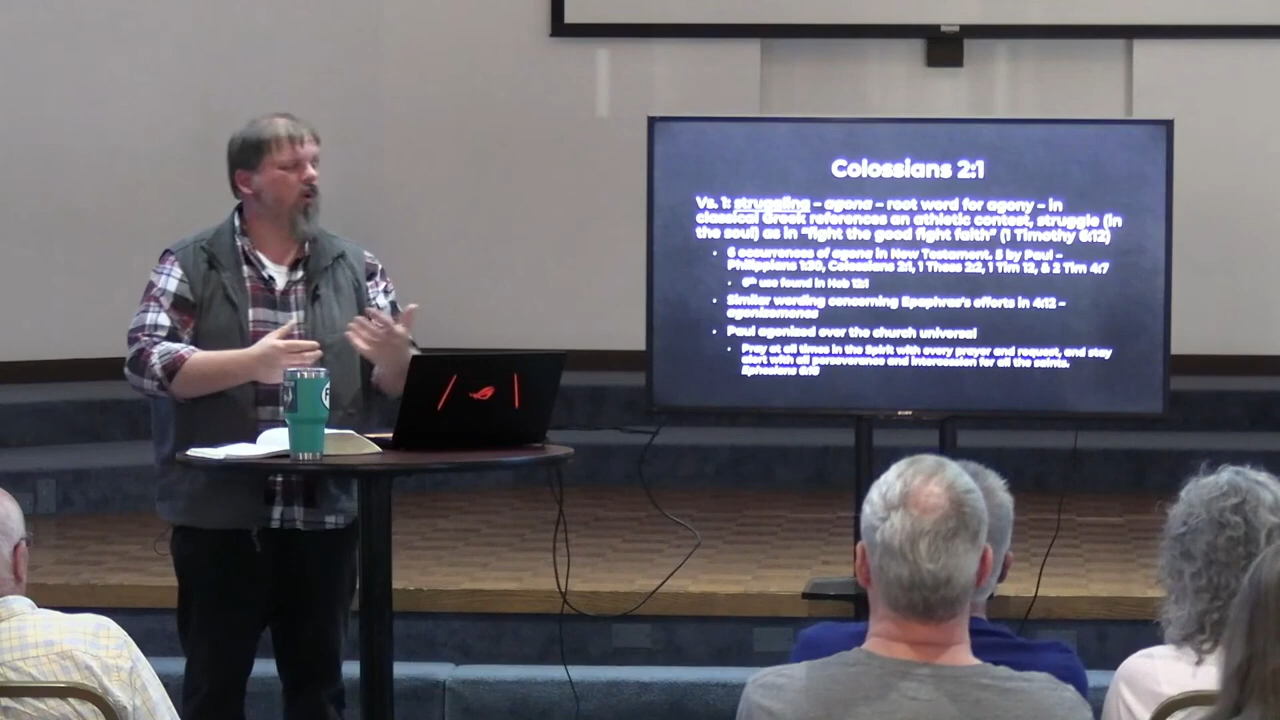 Colossians 2:1
Vs. 1: struggling – agona – root word for agony – in
classical Greek references an athletic contest, struggle (in
the soul) as in "fight the good fight faith" (1 Timothy 6:12)
• 6 occurrences of agona in New Testament. 5 by Paul –
Philippians 1:30, Colossians 2:1, 1 Thess 2:2, 1 Tim 12, & 2 Tim 4:7
• 6th use found in Heb 12:1
• Similar wording concerning Epaphras's efforts in 4:12 –
agonizomenos
• Paul agonized over the church universal
• Pray at all times in the Spirit with every prayer and request, and stay
alert with all perseverance and intercession for all the saints.
Ephesians 6:18